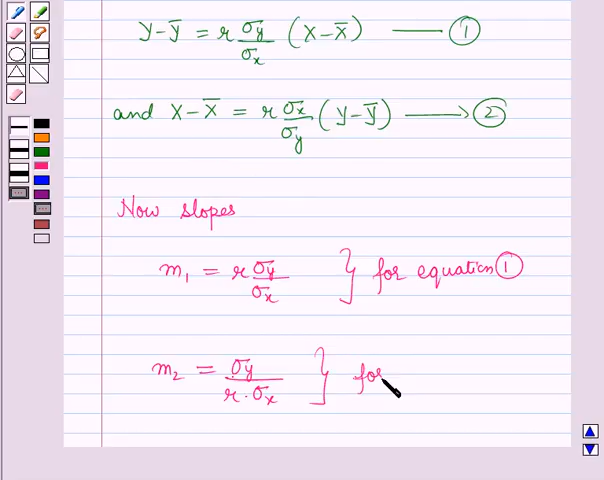 y - ȳ = r σy/σx (x - x̄) —— ①
and x - x̄ = r σx/σy (y - ȳ) ——> ②
Now slopes
m₁ = r σy/σx } for equation ①
m₂ = σy/r·σx } for